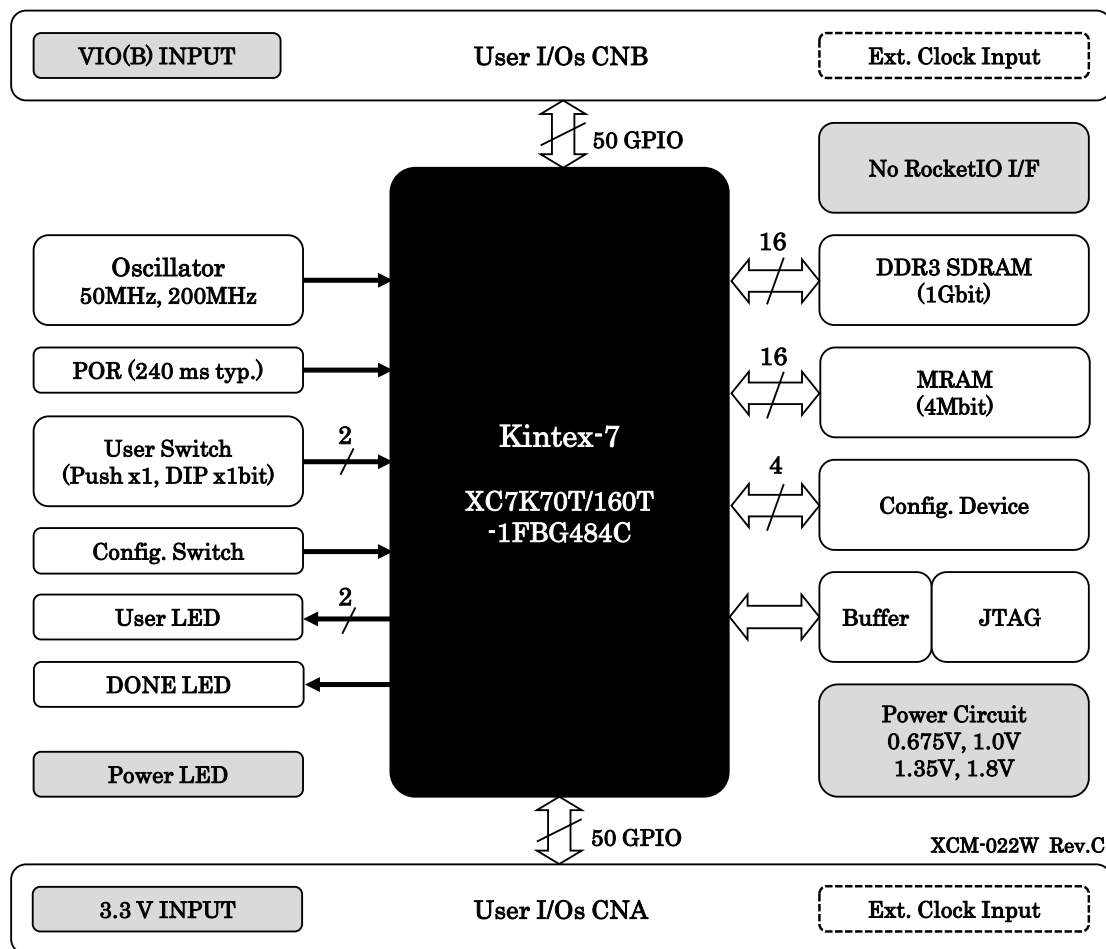 VIO(B) INPUT
User I/Os CNB
Ext. Clock Input
50 GPIO
No RocketIO I/F
Oscillator
50MHz, 200MHz
16
DDR3 SDRAM
(1Gbit)
POR (240 ms typ.)
16
MRAM
(4Mbit)
User Switch
(Push x1, DIP x1bit)
2
Kintex-7
XC7K70T/160T
-1FBG484C
4
Config. Device
Config. Switch
User LED
2
Buffer
JTAG
DONE LED
Power Circuit
0.675V, 1.0V
1.35V, 1.8V
Power LED
50 GPIO
XCM-022W Rev.C
3.3 V INPUT
User I/Os CNA
Ext. Clock Input